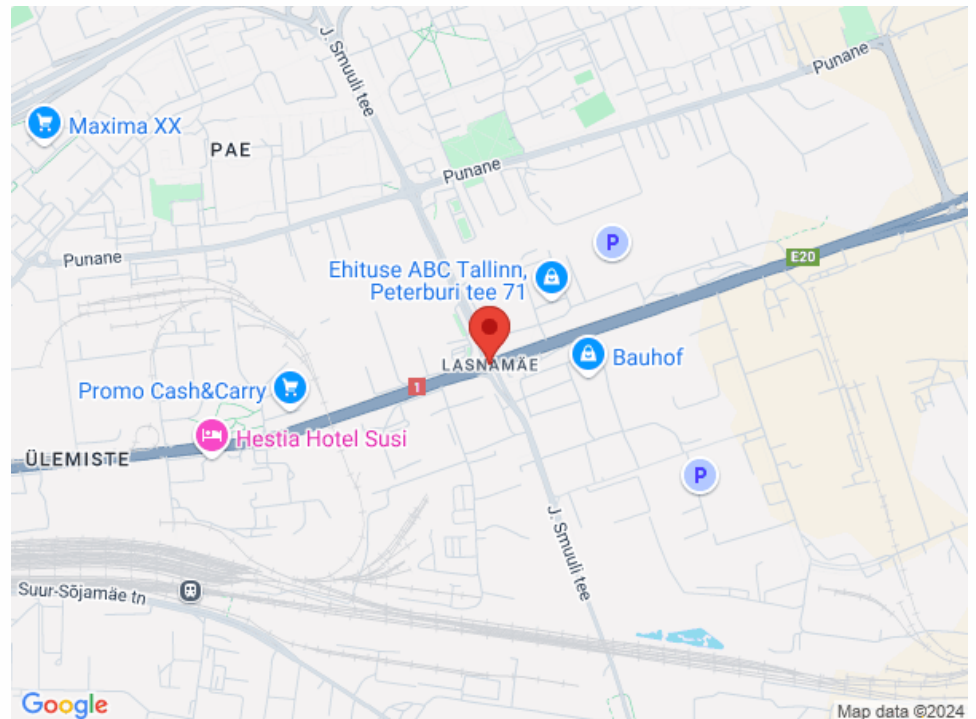 J. Smuuli tee
Punane
Maxima XX
PAE
Punane
Punane
Ehituse ABC Tallinn,
Peterburi tee 71
P
E20
LASNAMÄE
Bauhof
1
Promo Cash&Carry
Hestia Hotel Susi
ÜLEMISTE
P
J. Smuuli tee
Suur-Sõjamäe tn
Google
Map data ©2024